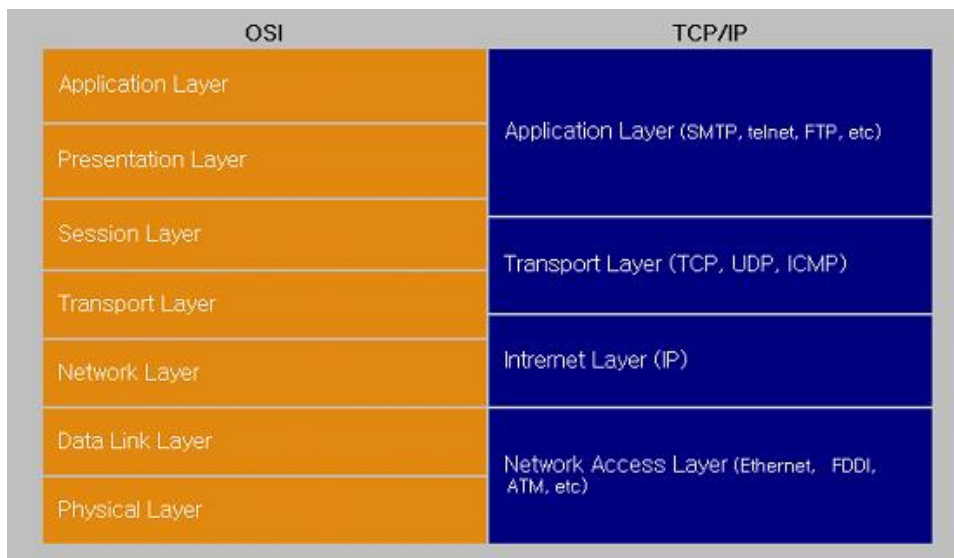 OSI
TCP/IP
Application Layer
Presentation Layer
Session Layer
Transport Layer
Network Layer
Data Link Layer
Physical Layer
Application Layer (SMTP, telnet, FTP, etc)
Transport Layer (TCP, UDP, ICMP)
Intrernet Layer (IP)
Network Access Layer (Ethernet, FDDI,
ATM, etc)